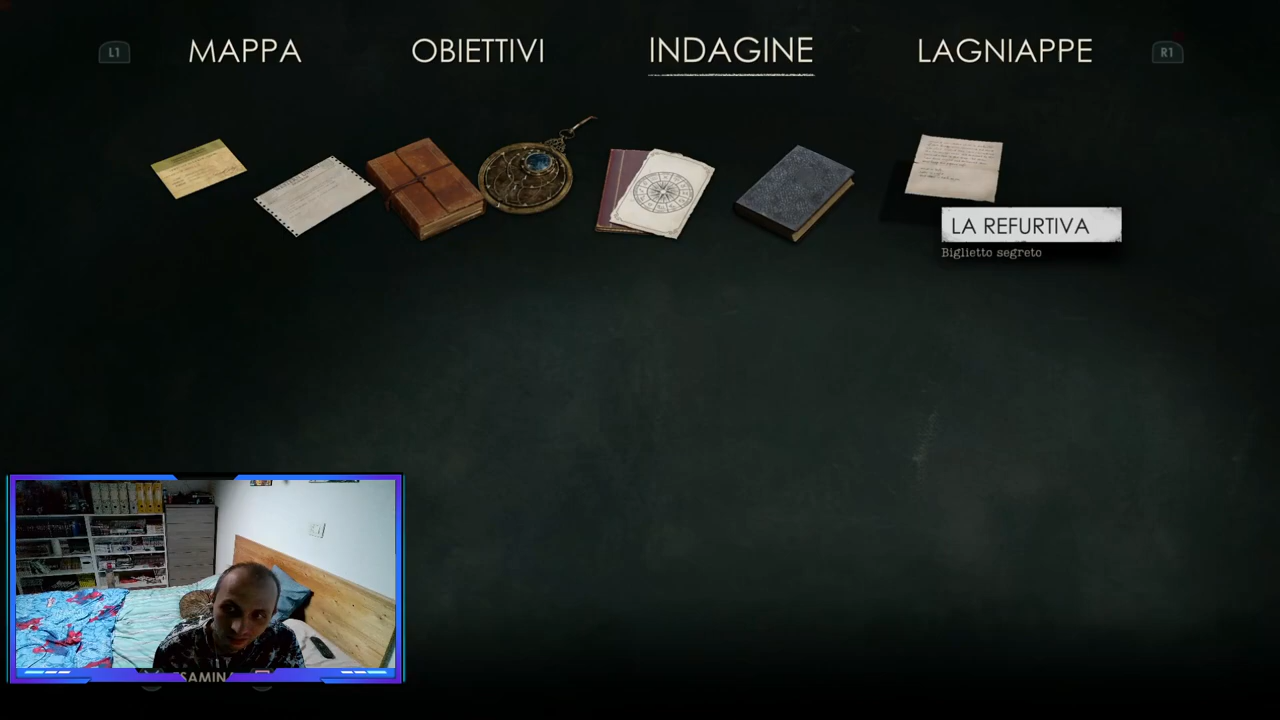 L1
MAPPA
OBIETTIVI
INDAGINE
LAGNIAPPE
R1
LA REFURTIVA
Biglietto segreto